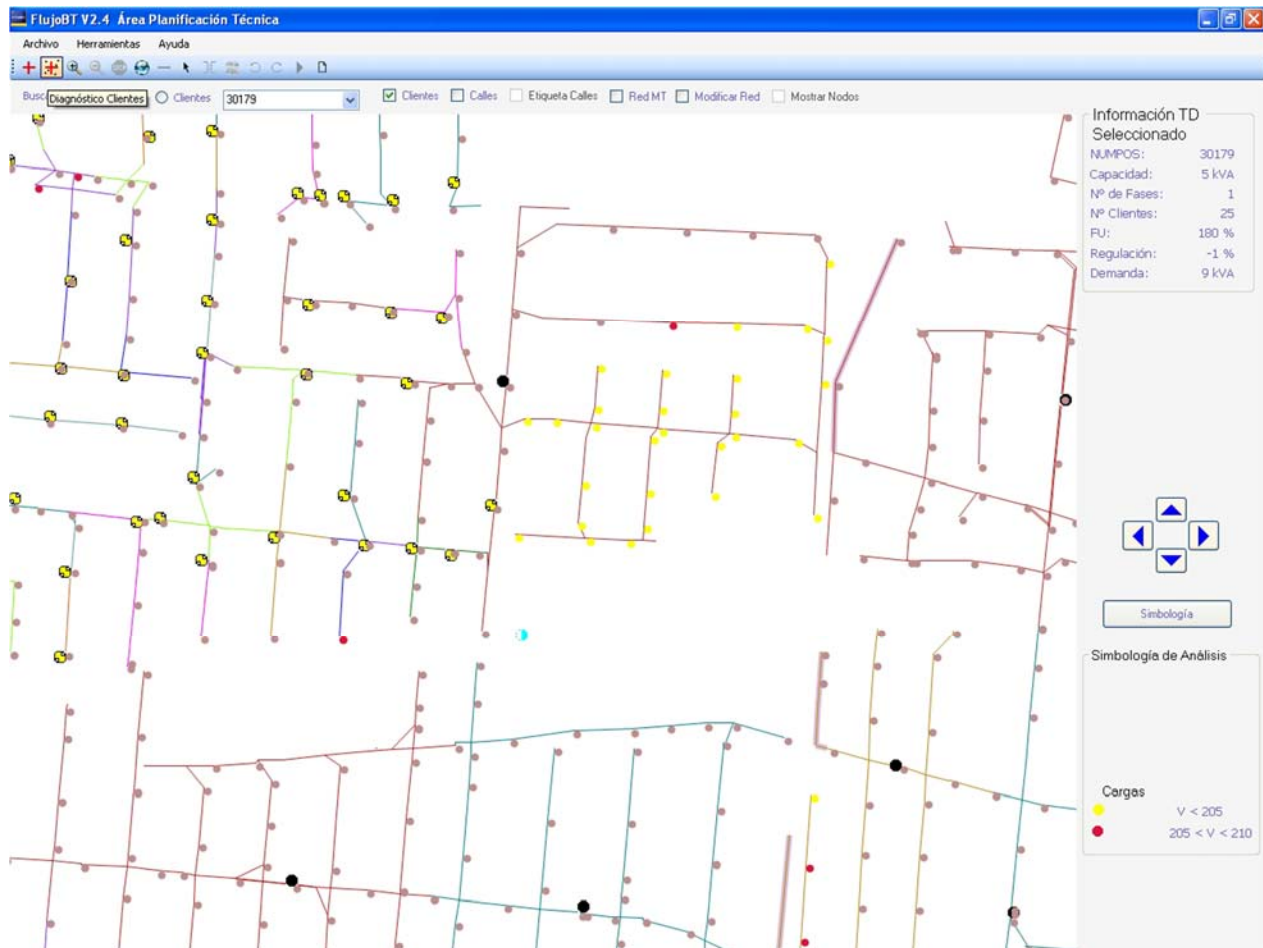 FlujoBT V2.4 Área Planificación Técnica
Archivo Herramientas Ayuda
Busc
Diagnóstico Clientes
Clientes
30179
Clientes
Calles
Etiqueta Calles
Red MT
Modificar Red
Mostrar Nodos
Información TD
Seleccionado
NUMPOS: 30179
Capacidad: 5 kVA
Nº de Fases: 1
Nº Clientes: 25
FU: 180 %
Regulación: -1 %
Demanda: 9 kVA
Simbología
Simbología de Análisis
Cargas
V < 205
205 < V < 210